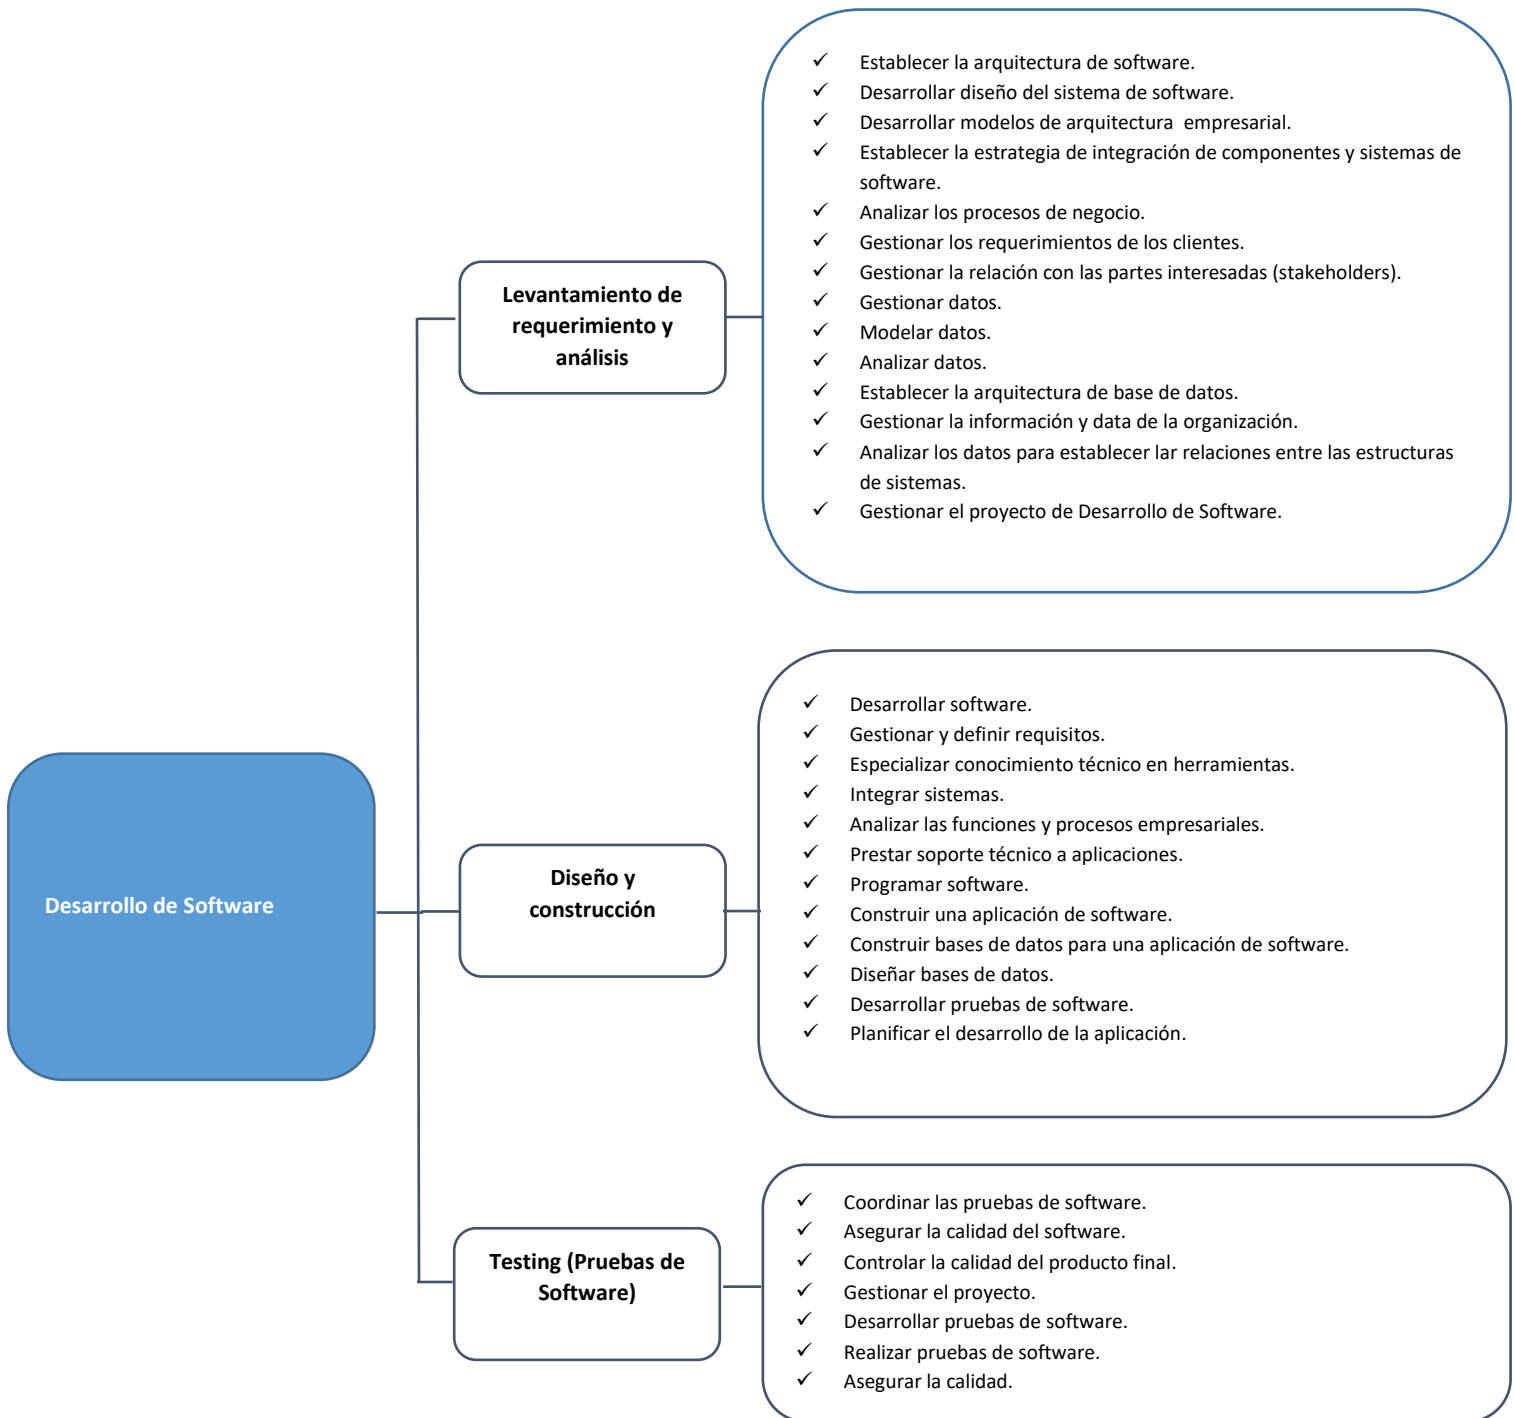 Desarrollo de Software
Levantamiento de
requerimiento y
análisis
✓ Establecer la arquitectura de software.
✓ Desarrollar diseño del sistema de software.
✓ Desarrollar modelos de arquitectura  empresarial.
✓ Establecer la estrategia de integración de componentes y sistemas de
software.
✓ Analizar los procesos de negocio.
✓ Gestionar los requerimientos de los clientes.
✓ Gestionar la relación con las partes interesadas (stakeholders).
✓ Gestionar datos.
✓ Modelar datos.
✓ Analizar datos.
✓ Establecer la arquitectura de base de datos.
✓ Gestionar la información y data de la organización.
✓ Analizar los datos para establecer lar relaciones entre las estructuras
de sistemas.
✓ Gestionar el proyecto de Desarrollo de Software.
Diseño y
construcción
✓ Desarrollar software.
✓ Gestionar y definir requisitos.
✓ Especializar conocimiento técnico en herramientas.
✓ Integrar sistemas.
✓ Analizar las funciones y procesos empresariales.
✓ Prestar soporte técnico a aplicaciones.
✓ Programar software.
✓ Construir una aplicación de software.
✓ Construir bases de datos para una aplicación de software.
✓ Diseñar bases de datos.
✓ Desarrollar pruebas de software.
✓ Planificar el desarrollo de la aplicación.
Testing (Pruebas de
Software)
✓ Coordinar las pruebas de software.
✓ Asegurar la calidad del software.
✓ Controlar la calidad del producto final.
✓ Gestionar el proyecto.
✓ Desarrollar pruebas de software.
✓ Realizar pruebas de software.
✓ Asegurar la calidad.